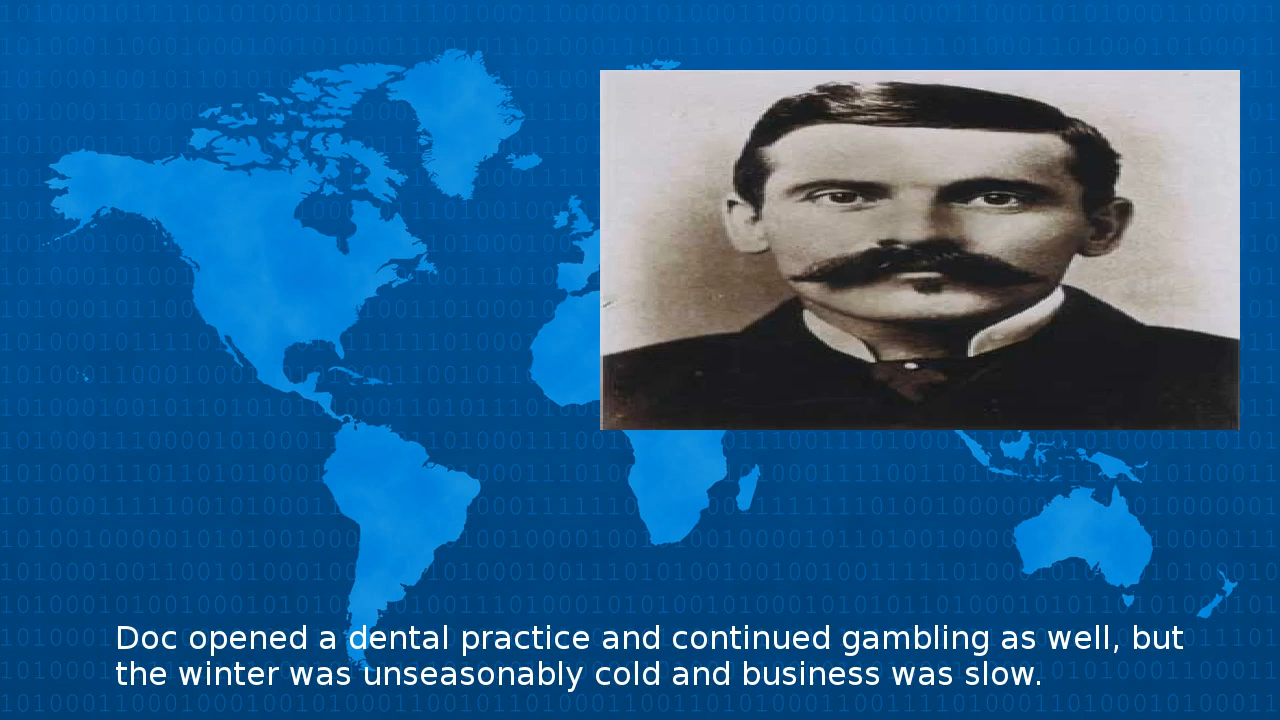 Doc opened a dental practice and continued gambling as well, but
the winter was unseasonably cold and business was slow.